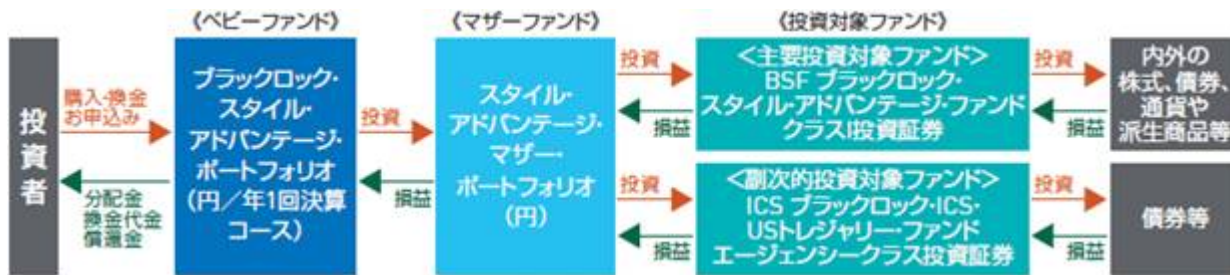 《ベビーファンド》
《マザーファンド》
《投資対象ファンド》
投資者
購入・換金
お申込み
分配金
換金代金
償還金
ブラックロック・
スタイル・
アドバンテージ・
ポートフォリオ
(円／年1回決算
コース)
投資
損益
スタイル・
アドバンテージ・
マザー・
ポートフォリオ
(円)
投資
損益
<主要投資対象ファンド>
BSF ブラックロック・
スタイル・アドバンテージ・ファンド
クラスI投資証券
投資
損益
内外の
株式、債券、
通貨や
派生商品等
投資
損益
<副次的投資対象ファンド>
ICS ブラックロック・ICS・
USトレジャリー・ファンド
エージェンシークラス投資証券
投資
損益
債券等